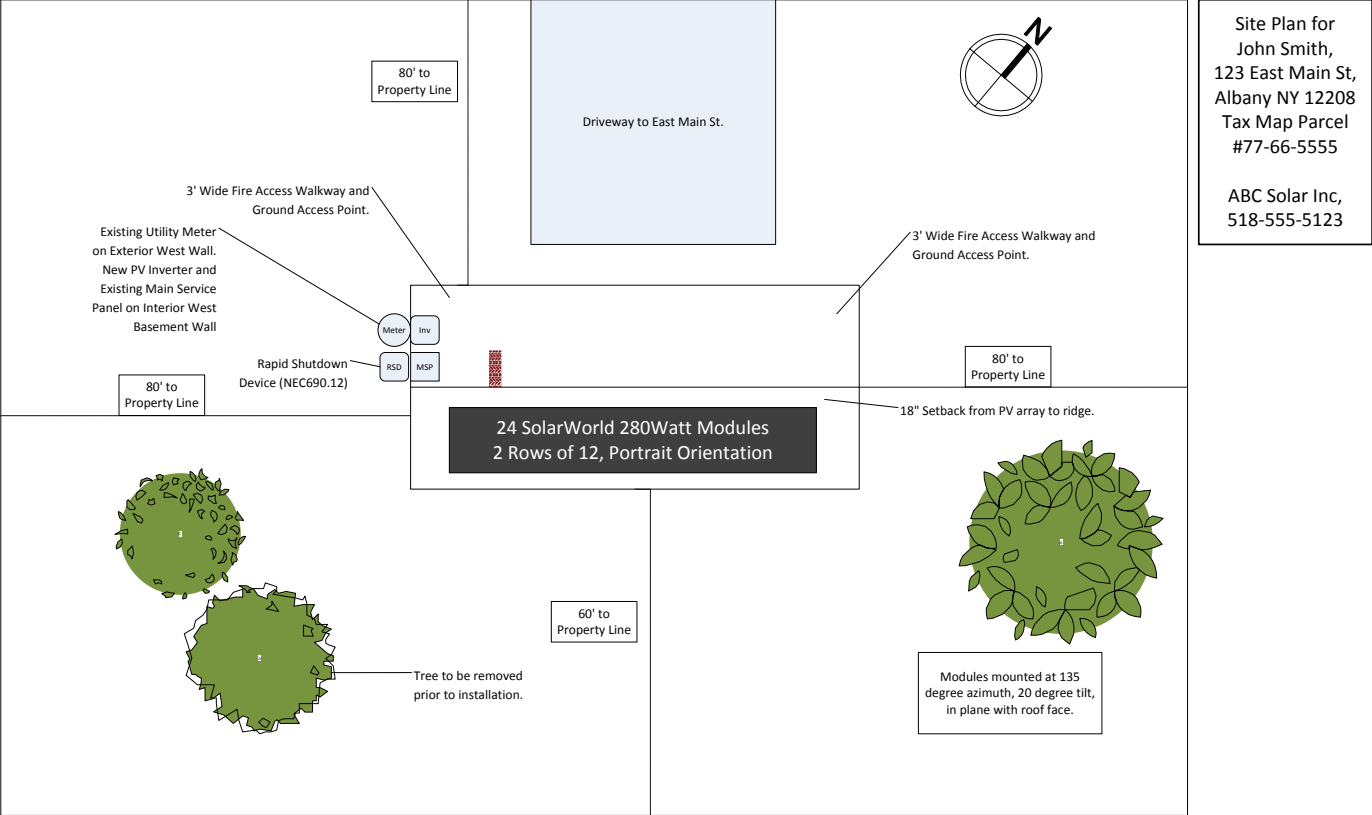 Site Plan for
John Smith,
123 East Main St,
Albany NY 12208
Tax Map Parcel
#77-66-5555
ABC Solar Inc,
518-555-5123
N
80' to
Property Line
Driveway to East Main St.
3' Wide Fire Access Walkway and
Ground Access Point.
Existing Utility Meter
on Exterior West Wall.
New PV Inverter and
Existing Main Service
Panel on Interior West
Basement Wall
3' Wide Fire Access Walkway and
Ground Access Point.
Meter
Inv
Rapid Shutdown
Device (NEC690.12)
RSD
MSP
80' to
Property Line
80' to
Property Line
18" Setback from PV array to ridge.
24 SolarWorld 280Watt Modules
2 Rows of 12, Portrait Orientation
60' to
Property Line
Tree to be removed
prior to installation.
Modules mounted at 135
degree azimuth, 20 degree tilt,
in plane with roof face.